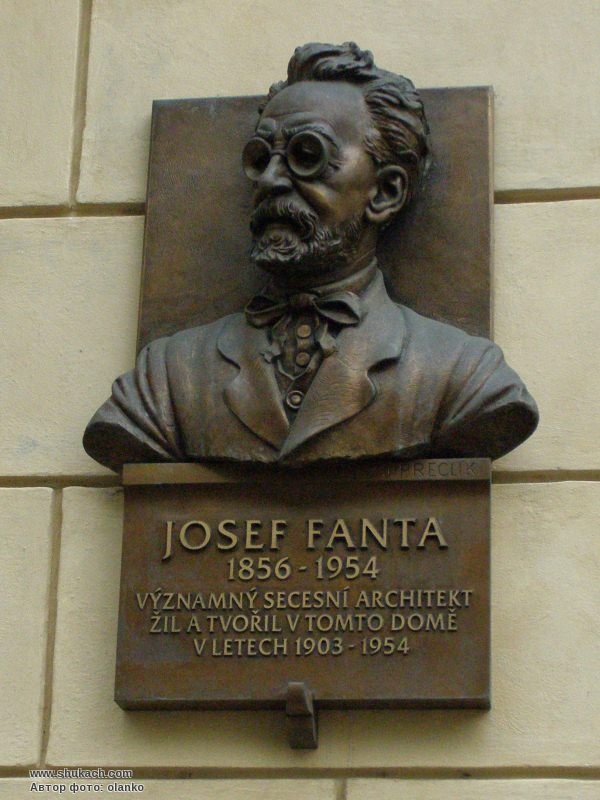 JOSEF FANTA
1856 - 1954
VÝZNAMNÝ SECESNÍ ARCHITEKT
ŽIL A TVOŘIL V TOMTO DOMĚ
V LETECH 1903 - 1954
www.shukach.com
Автор фото: olanko